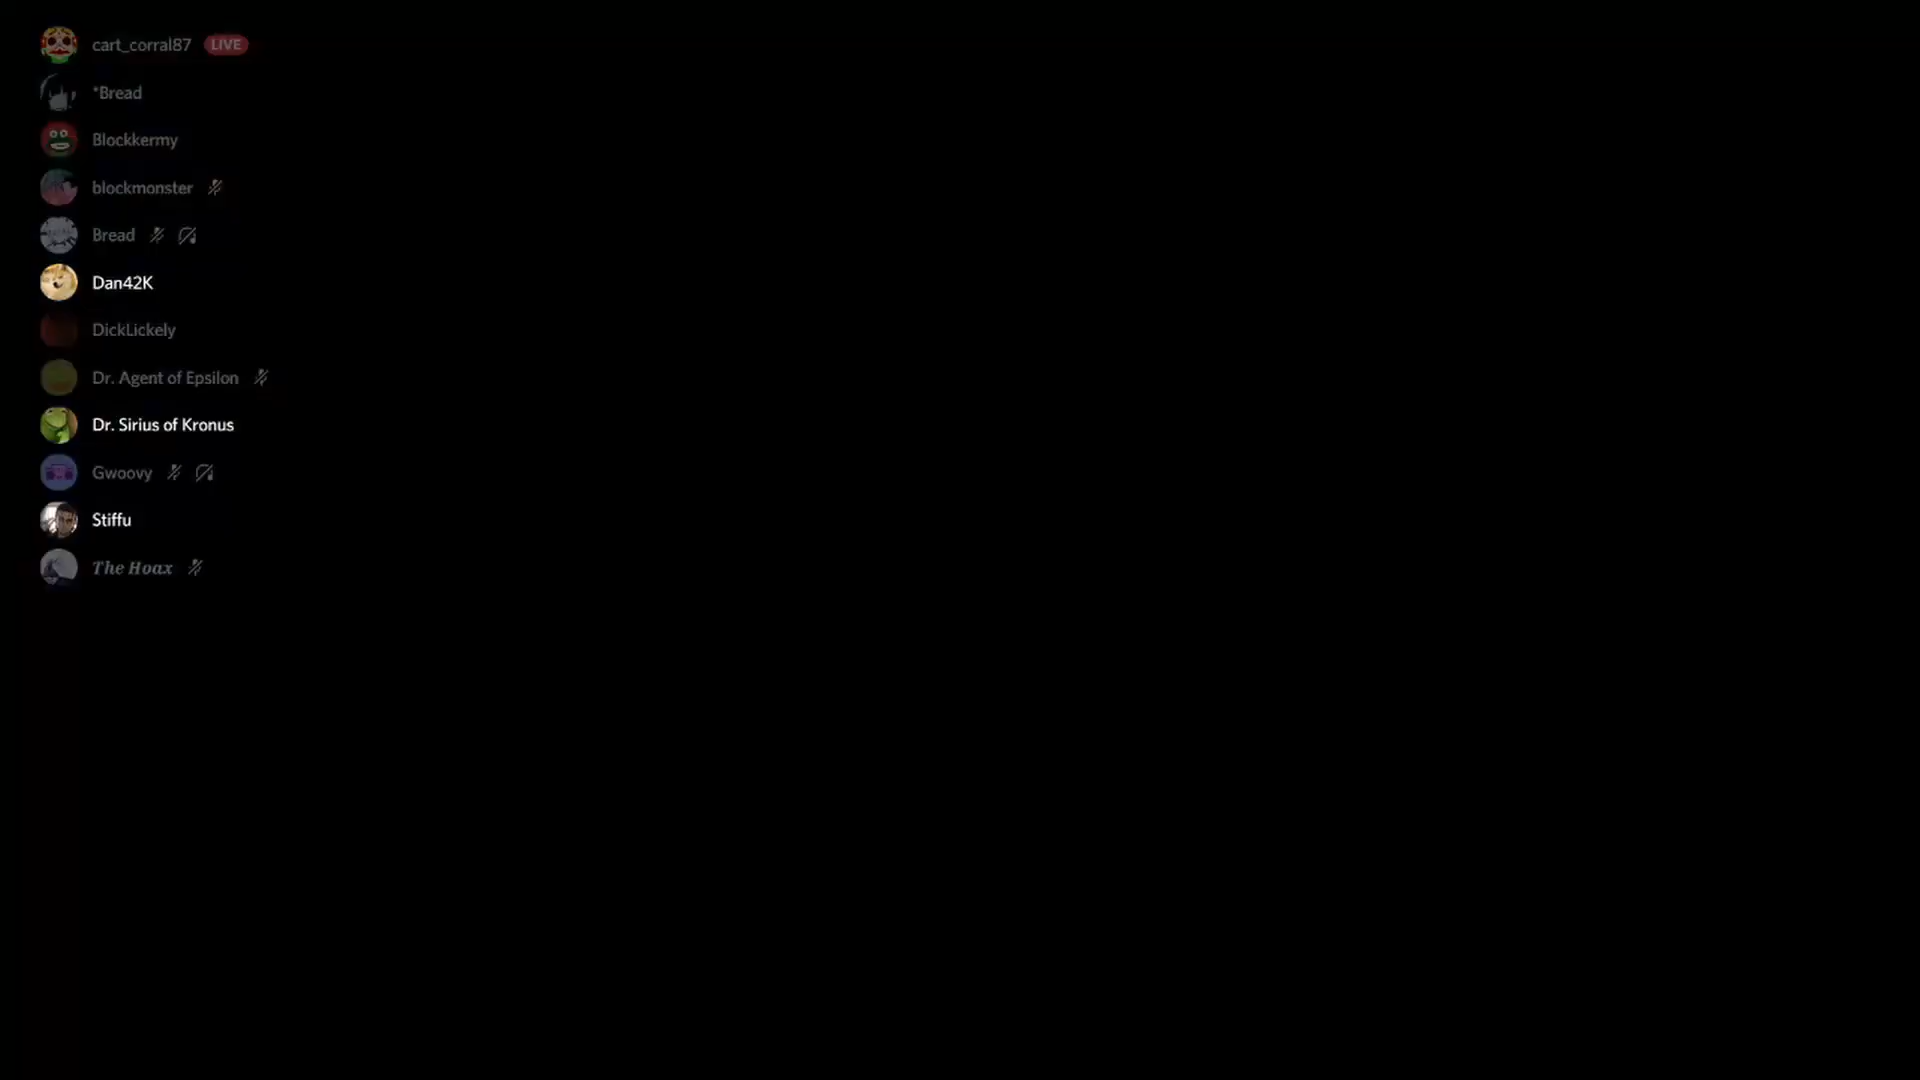 cart_corral87 LIVE
*Bread
Blockkermy
blockmonster
Bread
Dan42K
DickLickely
Dr. Agent of Epsilon
Dr. Sirius of Kronus
Gwoovy
Stiffu
The Hoax